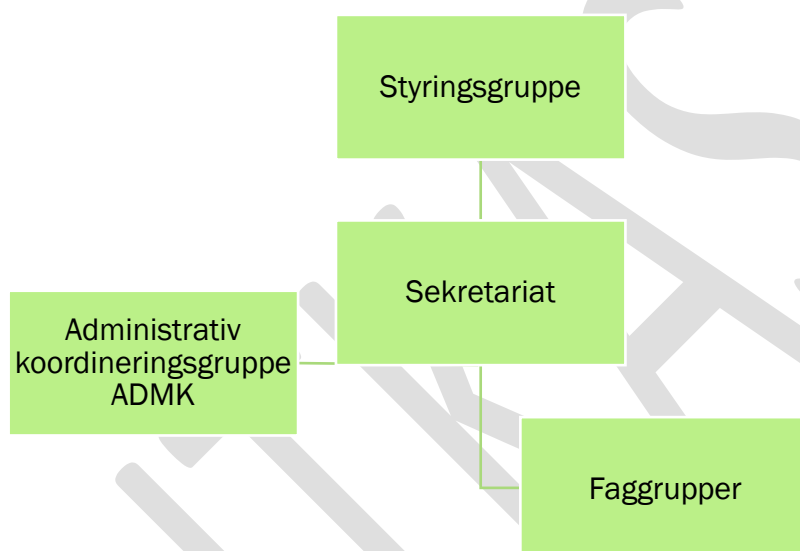 Styringsgruppe
Sekretariat
Administrativ
koordineringsgruppe
ADMK
Faggrupper